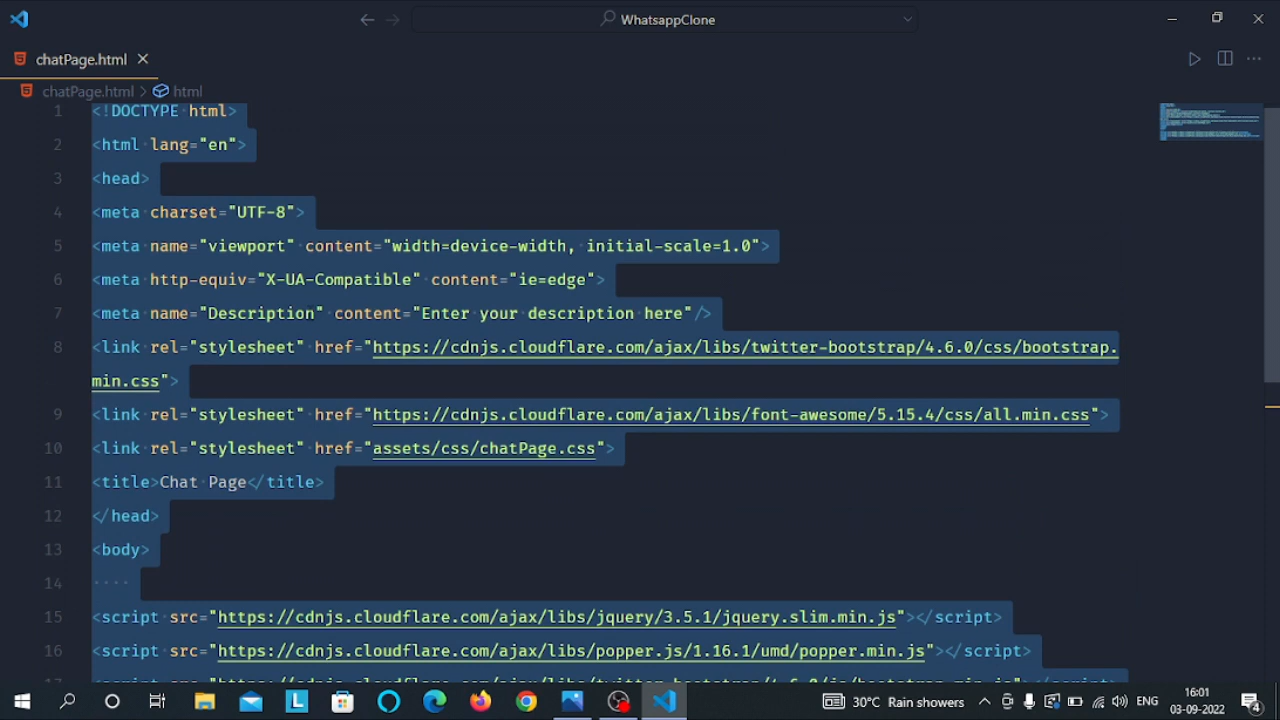 WhatsappClone
chatPage.html
chatPage.html > html
1 <!DOCTYPE html>
2 <html lang="en">
3 <head>
4 <meta charset="UTF-8">
5 <meta name="viewport" content="width=device-width, initial-scale=1.0">
6 <meta http-equiv="X-UA-Compatible" content="ie=edge">
7 <meta name="Description" content="Enter your description here"/>
8 <link rel="stylesheet" href="https://cdnjs.cloudflare.com/ajax/libs/twitter-bootstrap/4.6.0/css/bootstrap.
min.css">
9 <link rel="stylesheet" href="https://cdnjs.cloudflare.com/ajax/libs/font-awesome/5.15.4/css/all.min.css">
10 <link rel="stylesheet" href="assets/css/chatPage.css">
11 <title>Chat Page</title>
12 </head>
13 <body>
14
15 <script src="https://cdnjs.cloudflare.com/ajax/libs/jquery/3.5.1/jquery.slim.min.js"></script>
16 <script src="https://cdnjs.cloudflare.com/ajax/libs/popper.js/1.16.1/umd/popper.min.js"></script>
30°C Rain showers
ENG
16:01
03-09-2022
4